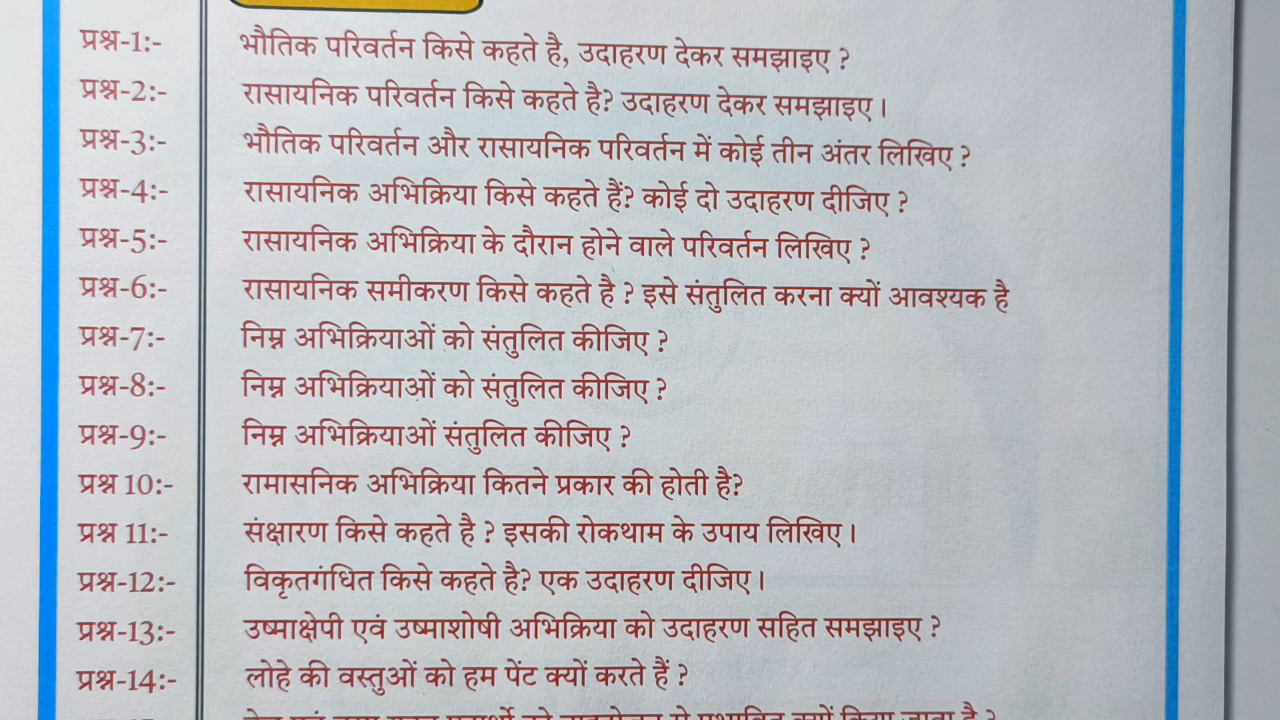 प्रश्न-1:- भौतिक परिवर्तन किसे कहते है, उदाहरण देकर समझाइए ?
प्रश्न-2:- रासायनिक परिवर्तन किसे कहते है? उदाहरण देकर समझाइए।
प्रश्न-3:- भौतिक परिवर्तन और रासायनिक परिवर्तन में कोई तीन अंतर लिखिए ?
प्रश्न-4:- रासायनिक अभिक्रिया किसे कहते हैं? कोई दो उदाहरण दीजिए ?
प्रश्न-5:- रासायनिक अभिक्रिया के दौरान होने वाले परिवर्तन लिखिए ?
प्रश्न-6:- रासायनिक समीकरण किसे कहते है ? इसे संतुलित करना क्यों आवश्यक है
प्रश्न-7:- निम्न अभिक्रियाओं को संतुलित कीजिए ?
प्रश्न-8:- निम्न अभिक्रियाओं को संतुलित कीजिए ?
प्रश्न-9:- निम्न अभिक्रियाओं संतुलित कीजिए ?
प्रश्न 10:- रामासनिक अभिक्रिया कितने प्रकार की होती है?
प्रश्न 11:- संक्षारण किसे कहते है ? इसकी रोकथाम के उपाय लिखिए।
प्रश्न-12:- विकृतगंधित किसे कहते है? एक उदाहरण दीजिए।
प्रश्न-13:- उष्माक्षेपी एवं उष्माशोषी अभिक्रिया को उदाहरण सहित समझाइए ?
प्रश्न-14:- लोहे की वस्तुओं को हम पेंट क्यों करते हैं ?